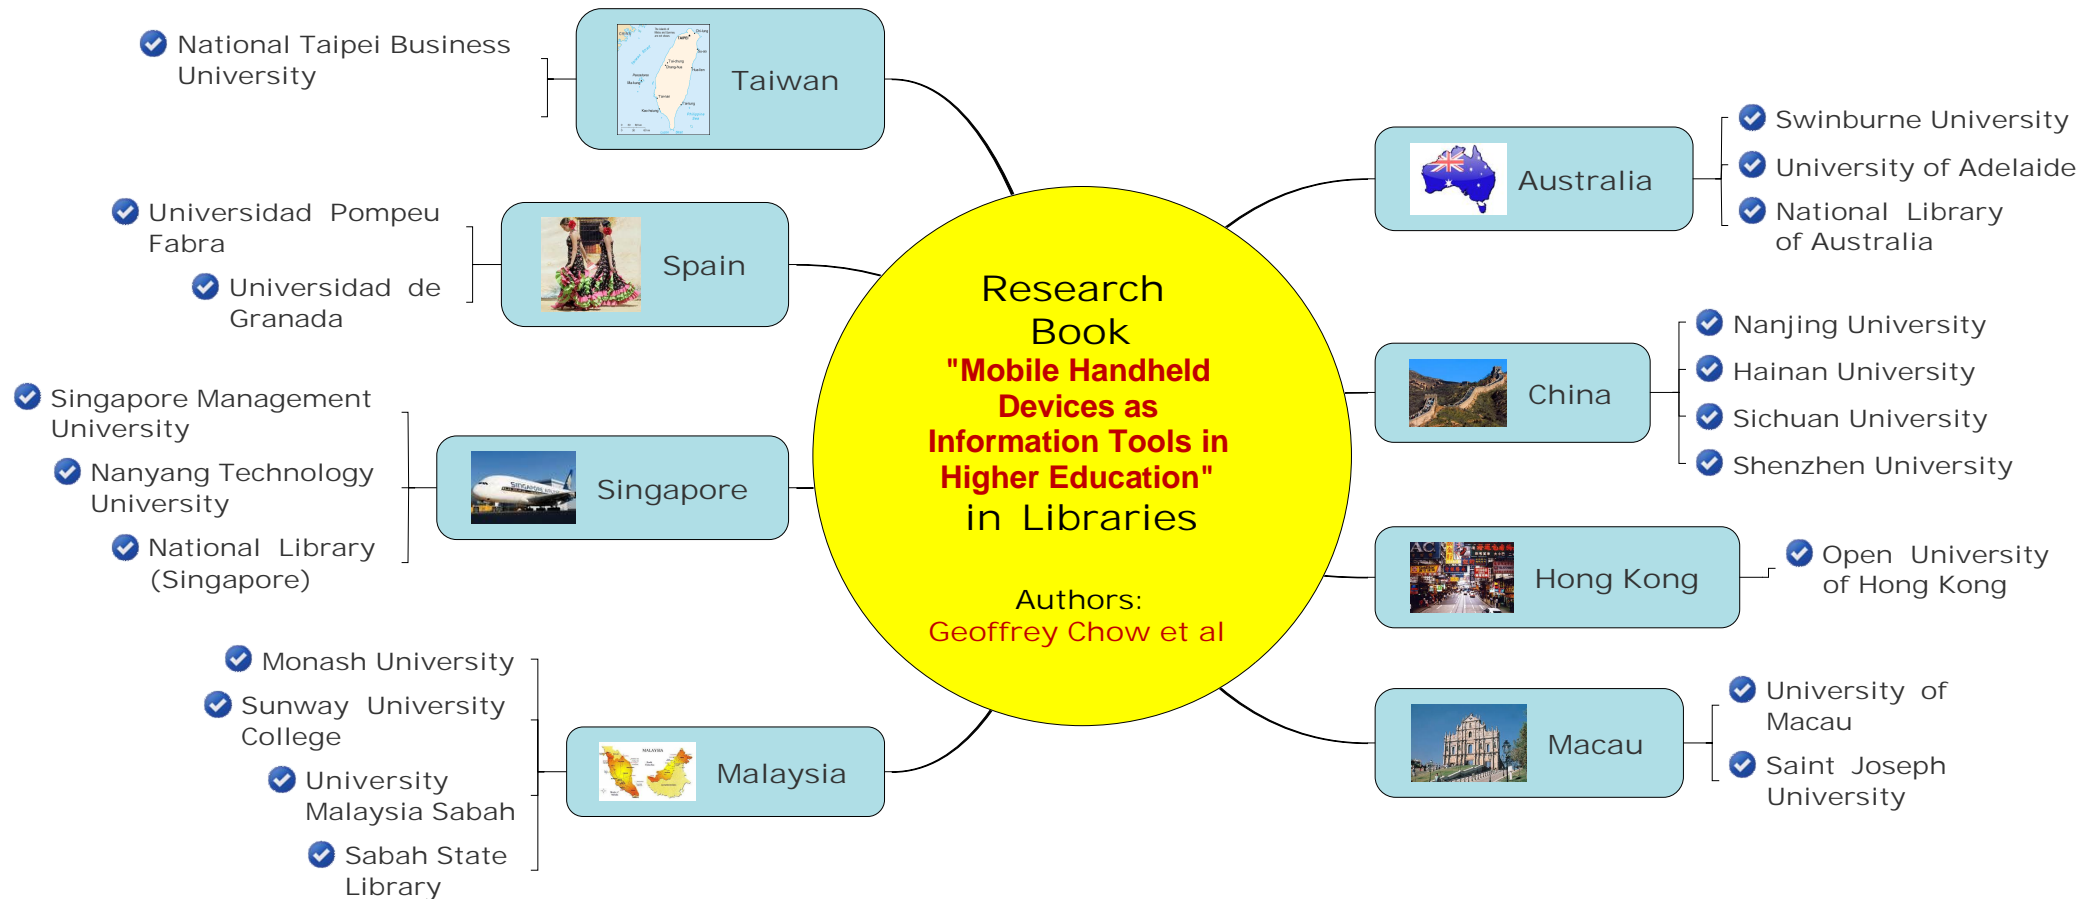 National Taipei Business
University
Taiwan
Universidad Pompeu
Fabra
Universidad de
Granada
Spain
Singapore Management
University
Nanyang Technology
University
National Library
(Singapore)
Singapore
Monash University
Sunway University
College
University
Malaysia Sabah
Sabah State
Library
MALAYSIA
Malaysia
Research
Book
"Mobile Handheld
Devices as
Information Tools in
Higher Education"
in Libraries
Authors:
Geoffrey Chow et al
Australia
Swinburne University
University of Adelaide
National Library
of Australia
China
Nanjing University
Hainan University
Sichuan University
Shenzhen University
Hong Kong
Open University
of Hong Kong
Macau
University of
Macau
Saint Joseph
University